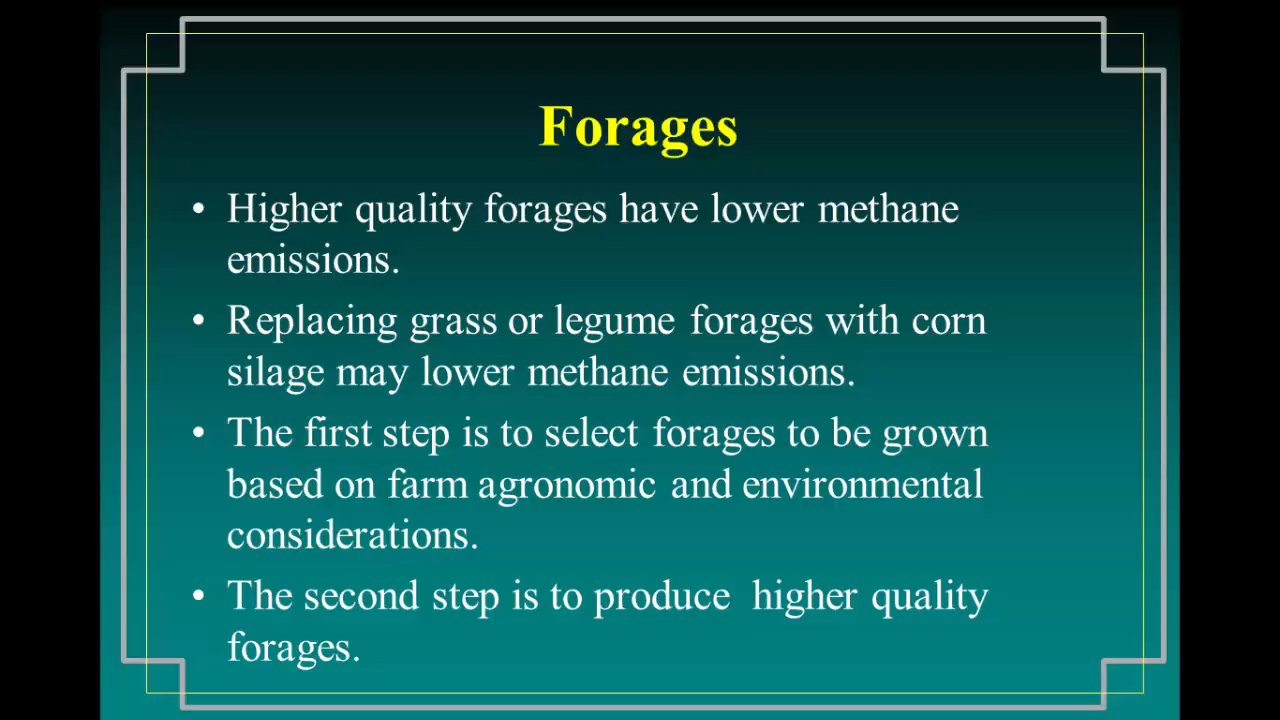 Forages
• Higher quality forages have lower methane
emissions.
• Replacing grass or legume forages with corn
silage may lower methane emissions.
• The first step is to select forages to be grown
based on farm agronomic and environmental
considerations.
• The second step is to produce  higher quality
forages.